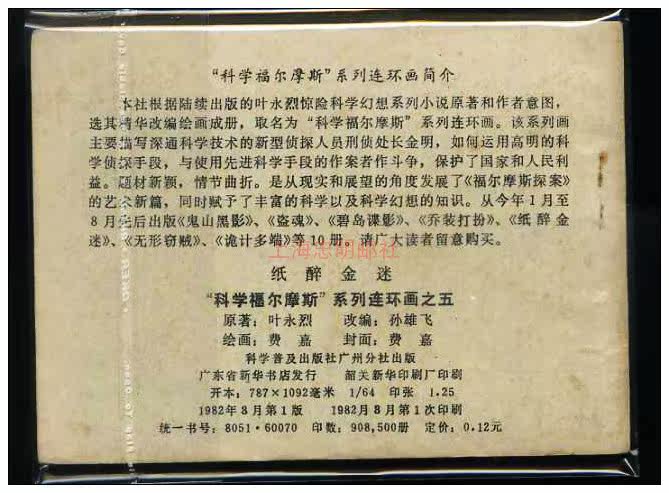 “科学福尔摩斯”系列连环画简介
本社根据陆续出版的叶永烈惊险科学幻想系列小说原著和作者意图，
选其精华改编绘画成册，取名为“科学福尔摩斯”系列连环画。该系列画
主要描写深通科学技术的新型侦探人员刑侦处长金明，如何运用高明的科
学侦探手段，与使用先进科学手段的作案者作斗争，保护了国家和人民利
益。题材新颖，情节曲折。是从现实和展望的角度发展了《福尔摩斯探案》
的艺术新篇，同时赋予了丰富的科学以及科学幻想的知识。从今年1月至
8月先后出版《鬼山黑影》、《盗魂》、《碧岛谍影》、《乔装打扮》、《纸醉金
迷》、《无形窃贼》、《诡计多端》等10册，请广大读者留意购买。
上海忠明邮社
纸醉金迷
“科学福尔摩斯”系列连环画之五
原著：叶永烈 改编：孙雄飞
绘画：费嘉 封面：费嘉
科学普及出版社广州分社出版
广东省新华书店发行 韶关新华印刷厂印刷
开本：787×1092毫米 1/64 印张 1.25
1982年8月第1版 1982月8月第1次印刷
统一书号：8051·60070 印数：908,500册 定价：0.12元